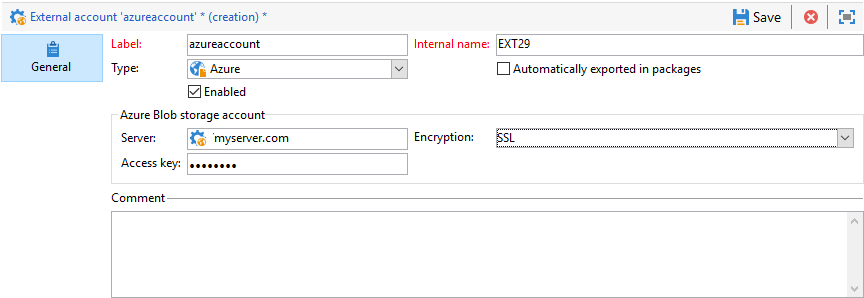 External account 'azureaccount' * (creation) *
Save
General
Label: azureaccount Internal name: EXT29
Type: Azure Automatically exported in packages
Enabled
Azure Blob storage account
Server: myserver.com Encryption: SSL
Access key: ••••••••
Comment